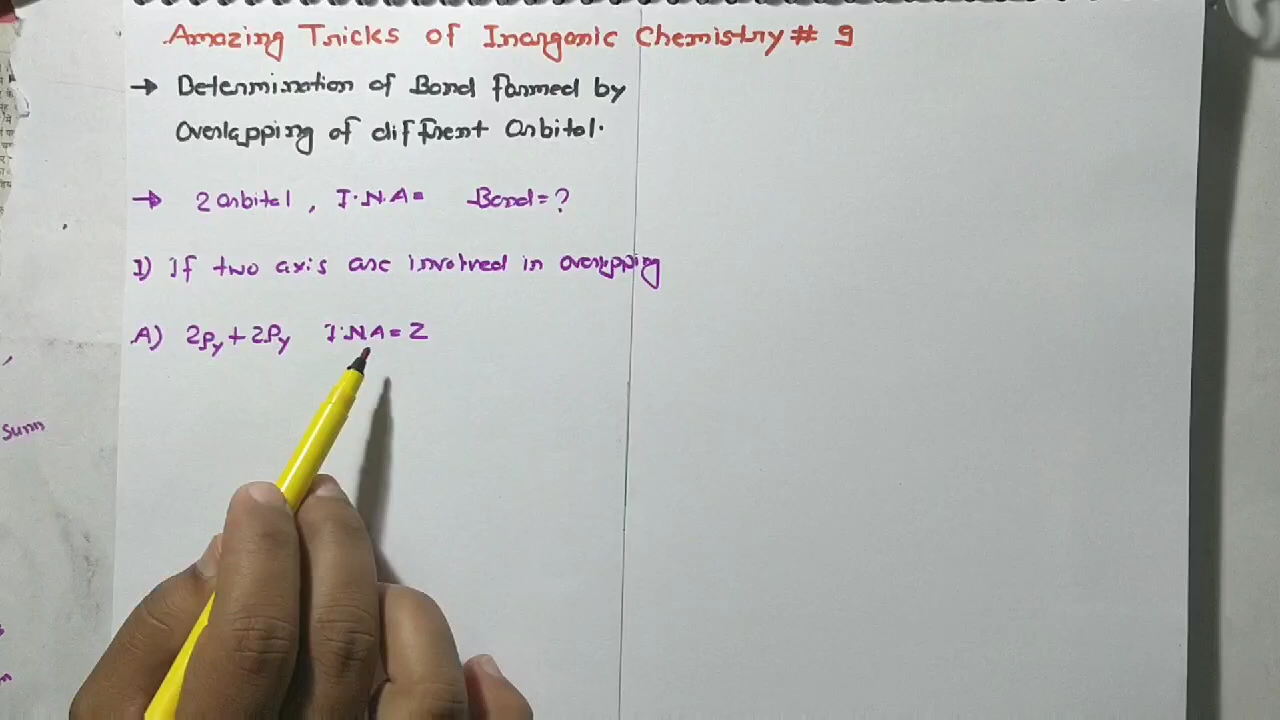 Amazing Tricks of Inorganic Chemistry # 9
→ Determination of Bond formed by
Overlapping of different Orbital.
→ 2 orbital, I.N.A= Bond=?
I) If two axis are involved in overlapping
A) 2py + 2py I.N.A= Z
Sunn